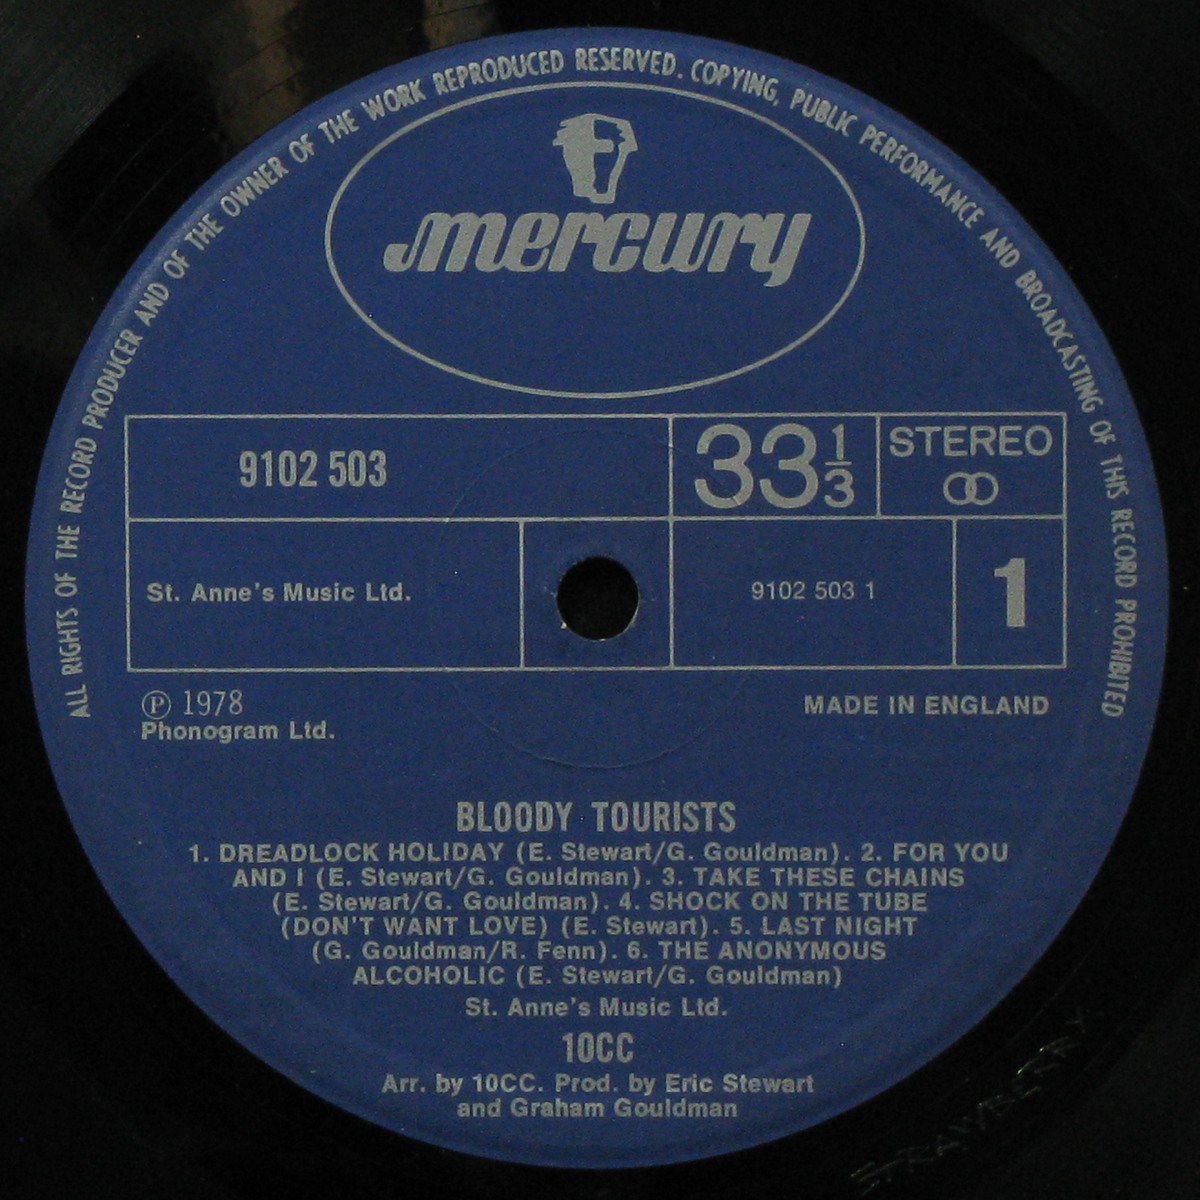 ALL RIGHTS OF THE RECORD PRODUCER AND OF THE OWNER OF THE WORK REPRODUCED RESERVED. COPYING, PUBLIC PERFORMANCE AND BROADCASTING OF THIS RECORD PROHIBITED
mercury
9102 503
33 1/3
STEREO
St. Anne's Music Ltd.
9102 503 1
1
Ⓟ 1978
Phonogram Ltd.
MADE IN ENGLAND
BLOODY TOURISTS
1. DREADLOCK HOLIDAY (E. Stewart/G. Gouldman). 2. FOR YOU
AND I (E. Stewart/G. Gouldman). 3. TAKE THESE CHAINS
(E. Stewart/G. Gouldman). 4. SHOCK ON THE TUBE
(DON'T WANT LOVE) (E. Stewart). 5. LAST NIGHT
(G. Gouldman/R. Fenn). 6. THE ANONYMOUS
ALCOHOLIC (E. Stewart/G. Gouldman)
St. Anne's Music Ltd.
10CC
Arr. by 10CC. Prod. by Eric Stewart
and Graham Gouldman
STRAWBERRY.